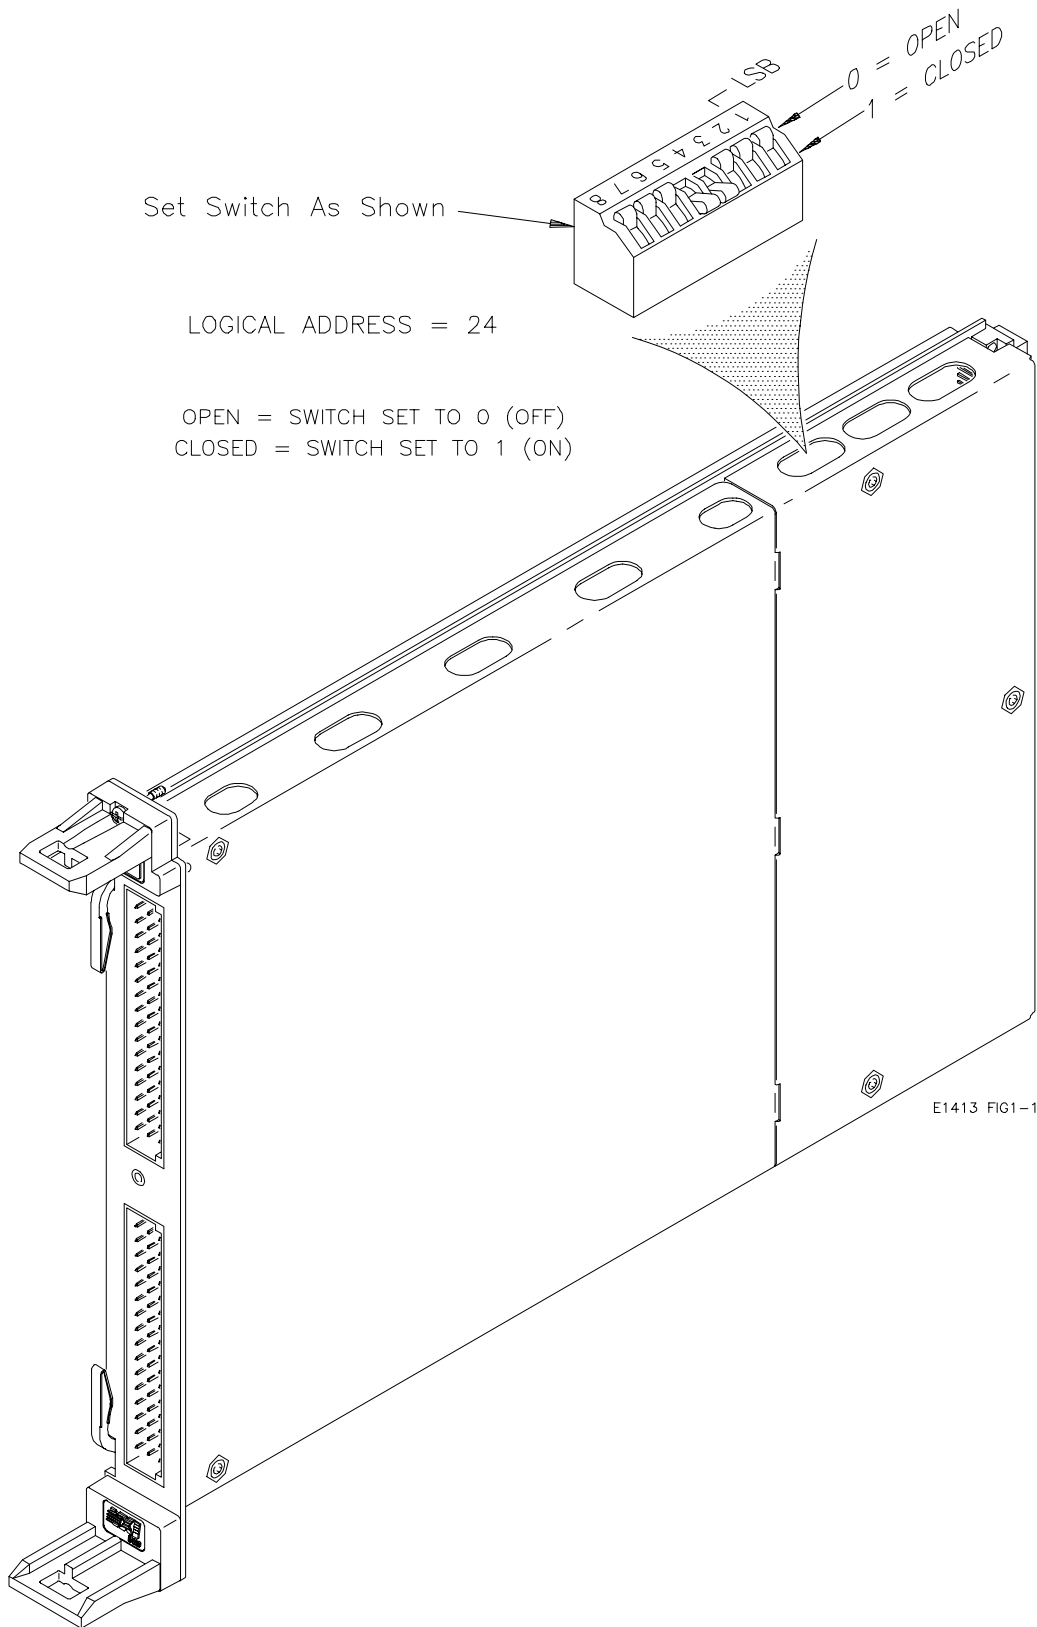 LSB
0 = OPEN
1 = CLOSED
1 2 3 4 5 6 7 8
Set Switch As Shown
LOGICAL ADDRESS = 24
OPEN = SWITCH SET TO 0 (OFF)
CLOSED = SWITCH SET TO 1 (ON)
E1413 FIG1-1